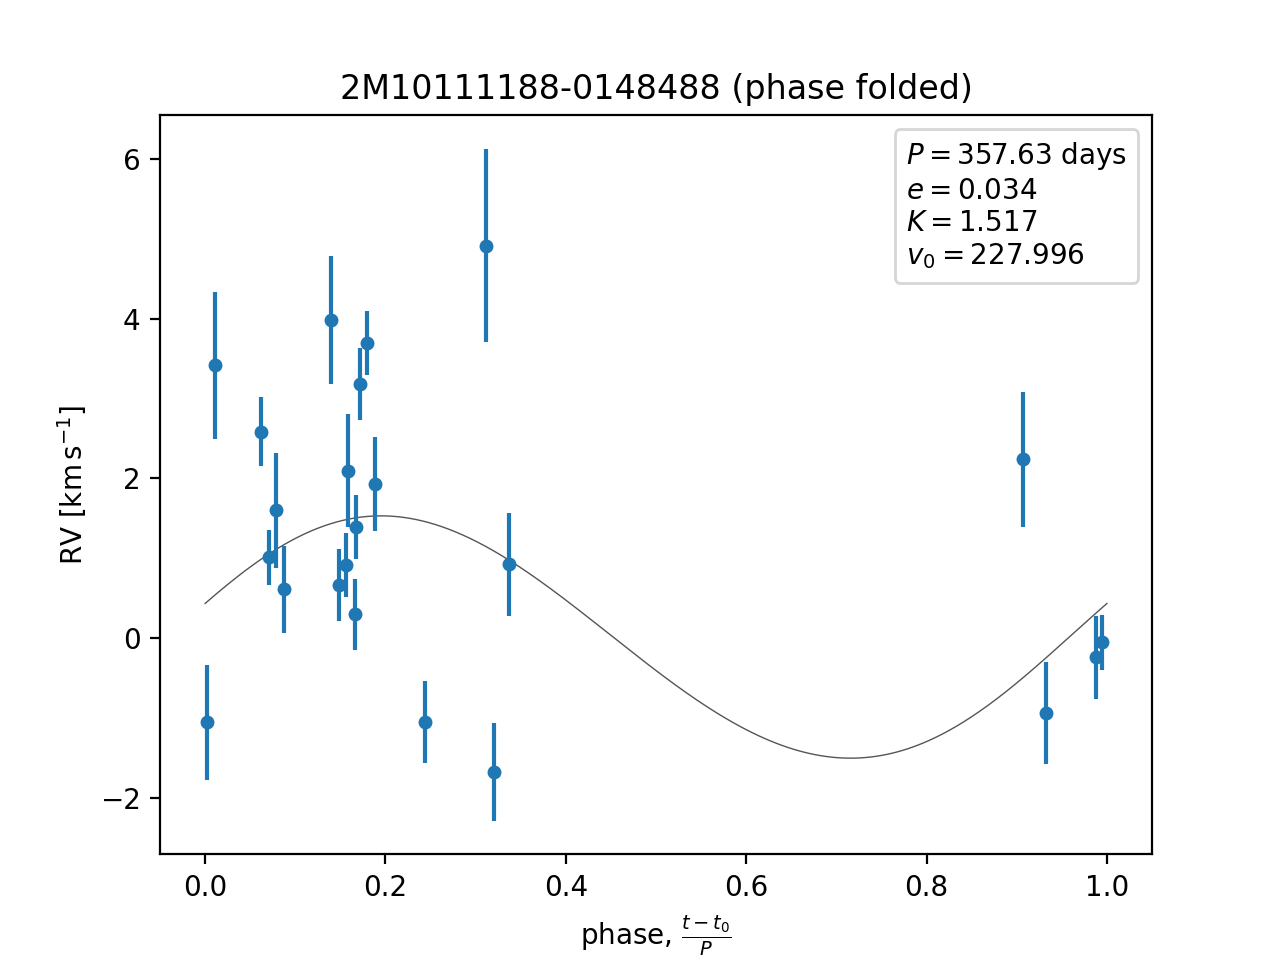 2M10111188-0148488 (phase folded)
P = 357.63 days
e = 0.034
K = 1.517
v₀ = 227.996
6
4
2
0
−2
RV [km s⁻¹]
0.0 0.2 0.4 0.6 0.8 1.0
phase, (t − t₀)/P